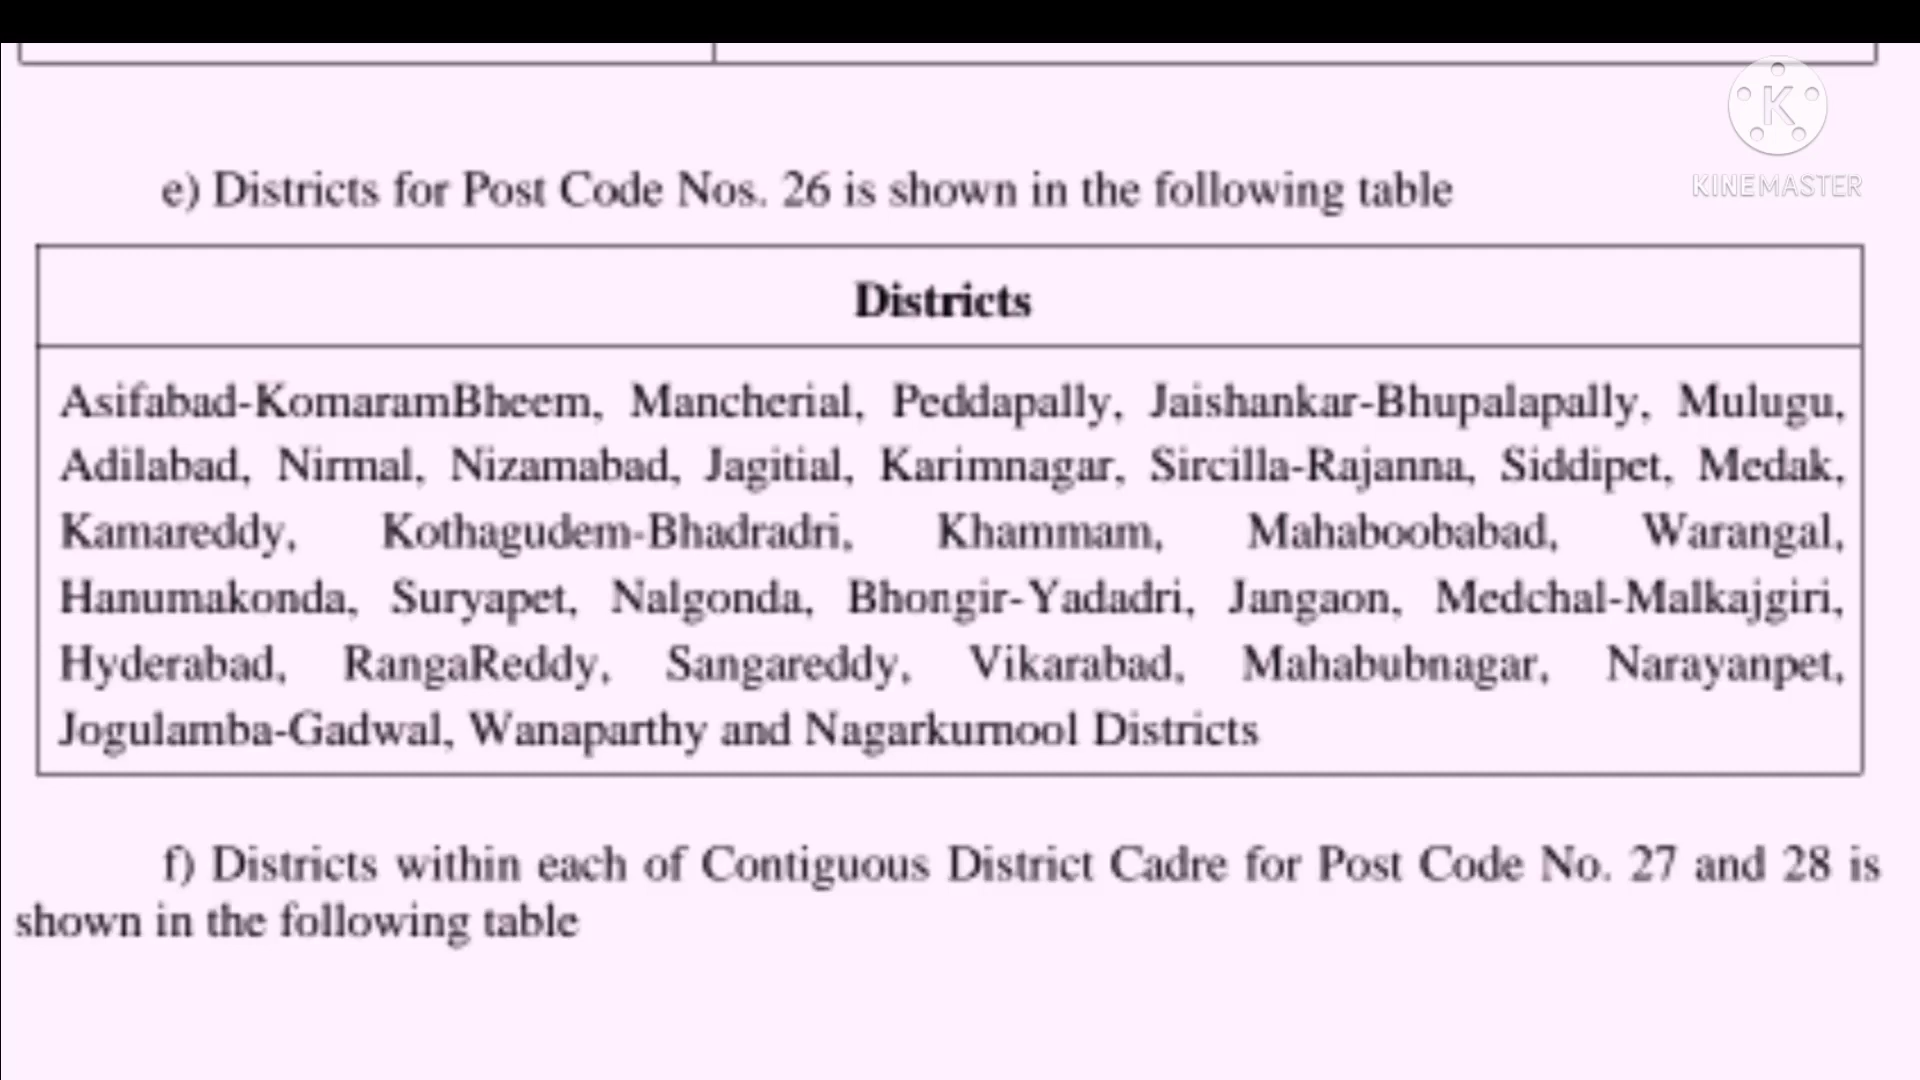 K
KINEMASTER
e) Districts for Post Code Nos. 26 is shown in the following table
Districts
Asifabad-KomaramBheem, Mancherial, Peddapally, Jaishankar-Bhupalapally, Mulugu,
Adilabad, Nirmal, Nizamabad, Jagitial, Karimnagar, Sircilla-Rajanna, Siddipet, Medak,
Kamareddy, Kothagudem-Bhadradri, Khammam, Mahaboobabad, Warangal,
Hanumakonda, Suryapet, Nalgonda, Bhongir-Yadadri, Jangaon, Medchal-Malkajgiri,
Hyderabad, RangaReddy, Sangareddy, Vikarabad, Mahabubnagar, Narayanpet,
Jogulamba-Gadwal, Wanaparthy and Nagarkurnool Districts
f) Districts within each of Contiguous District Cadre for Post Code No. 27 and 28 is
shown in the following table